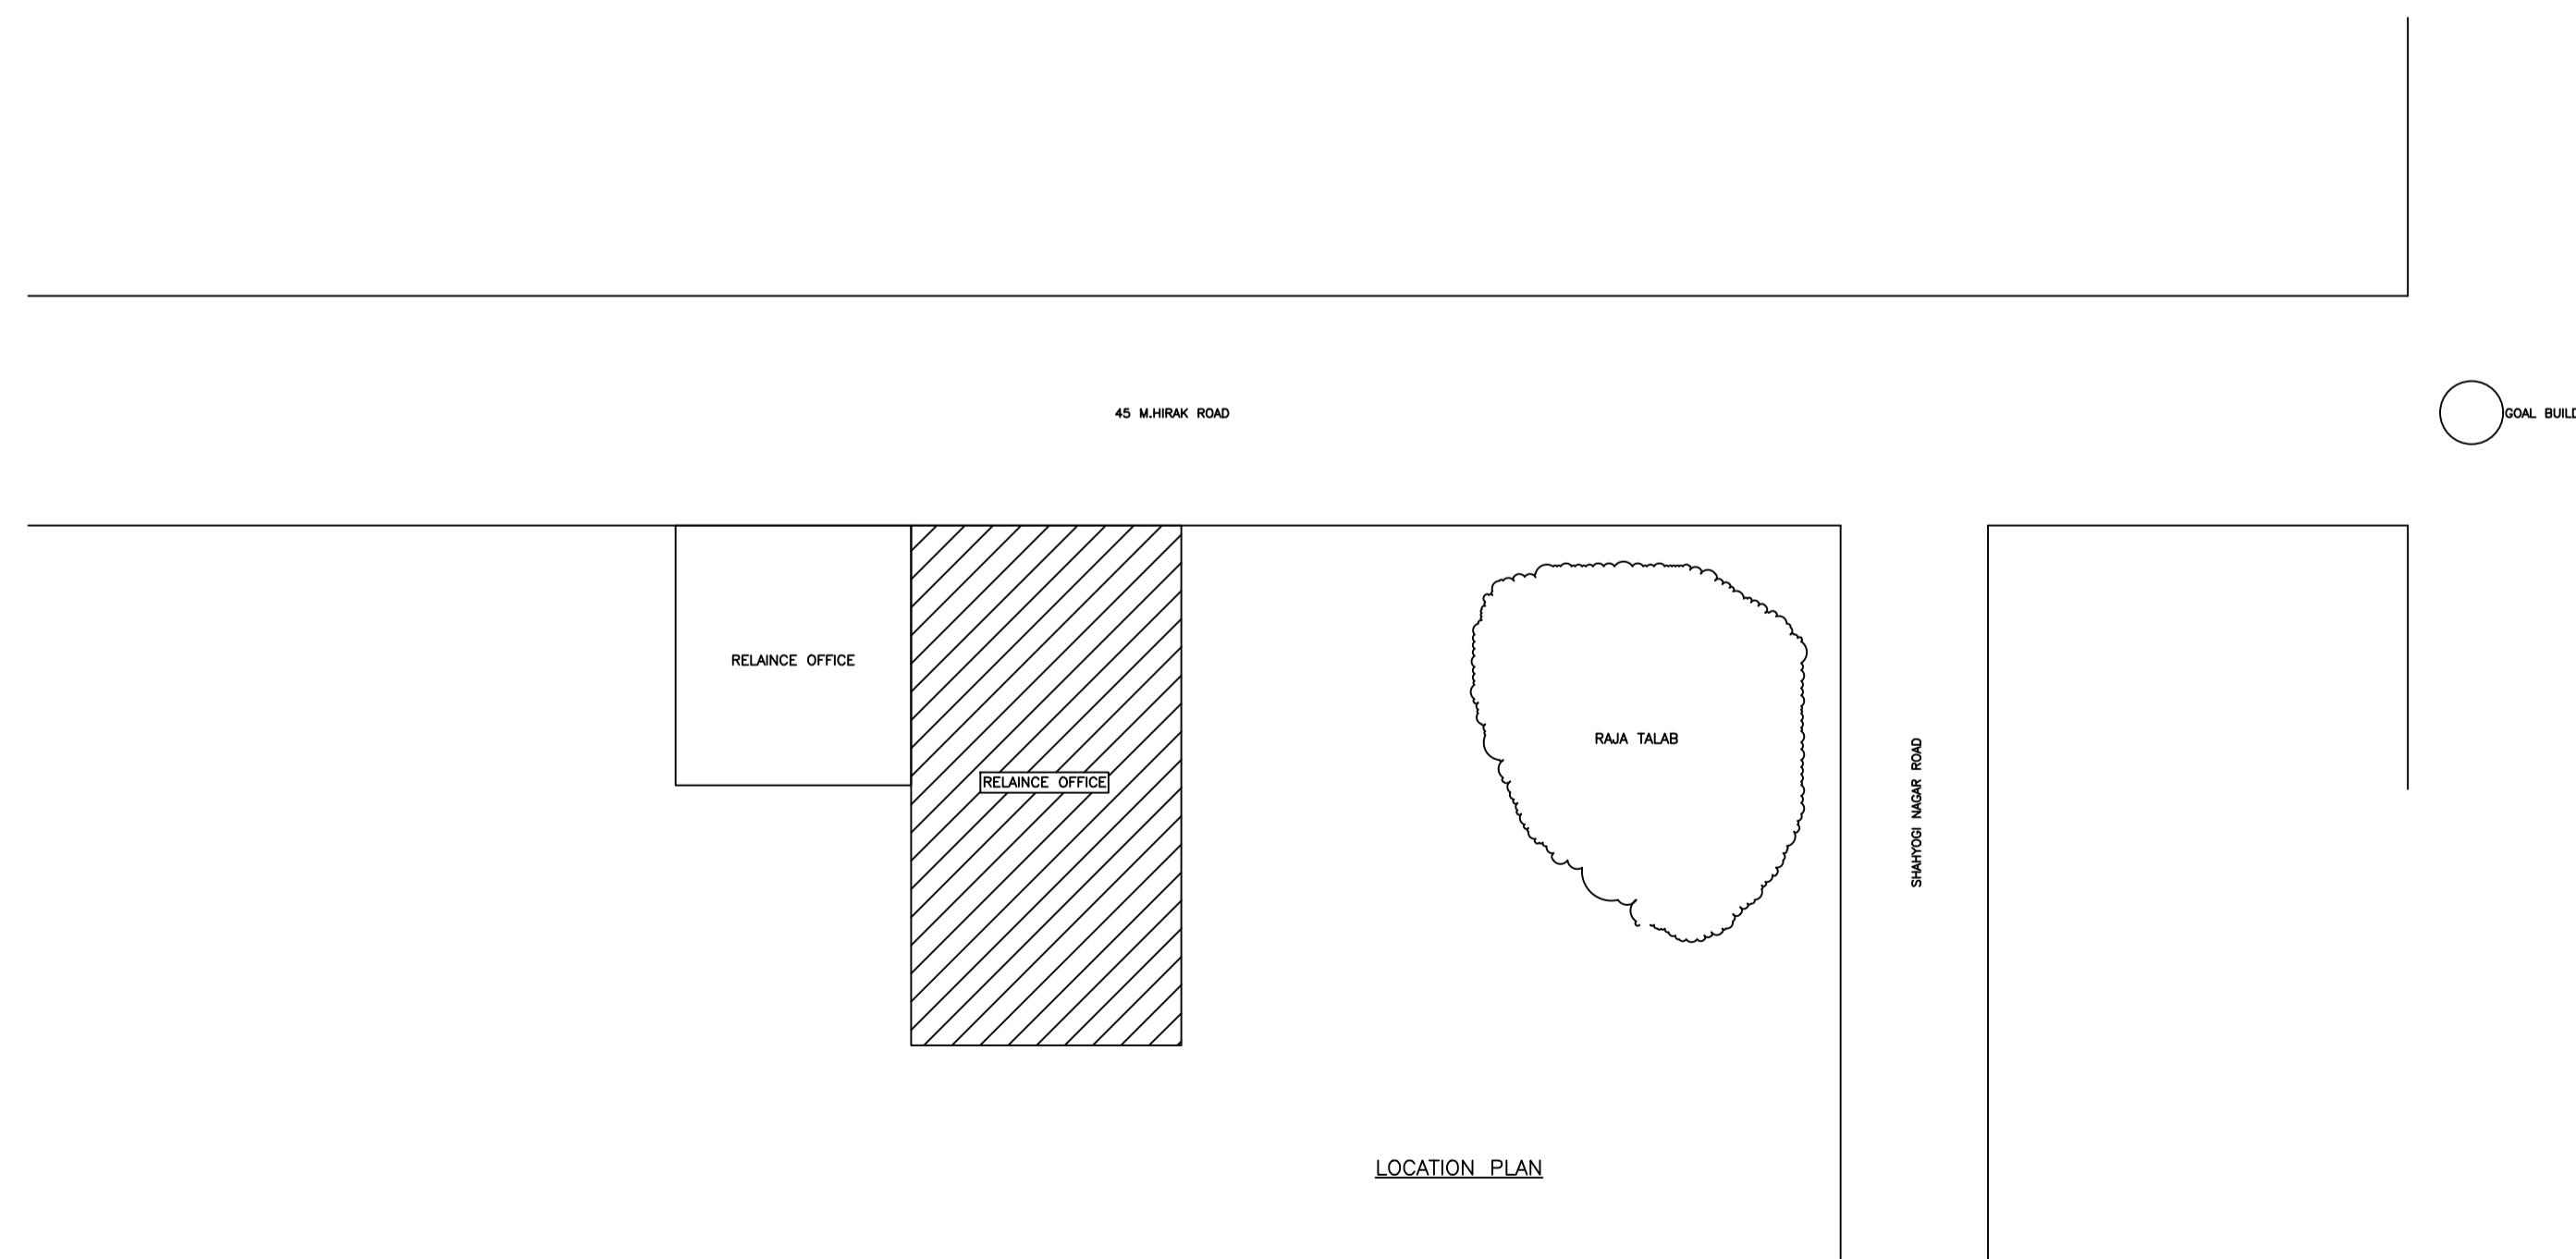 45 M.HIRAK ROAD
GOAL BUILD
RELAINCE OFFICE
RELAINCE OFFICE
RAJA TALAB
SHAHYOGI NAGAR ROAD
LOCATION PLAN